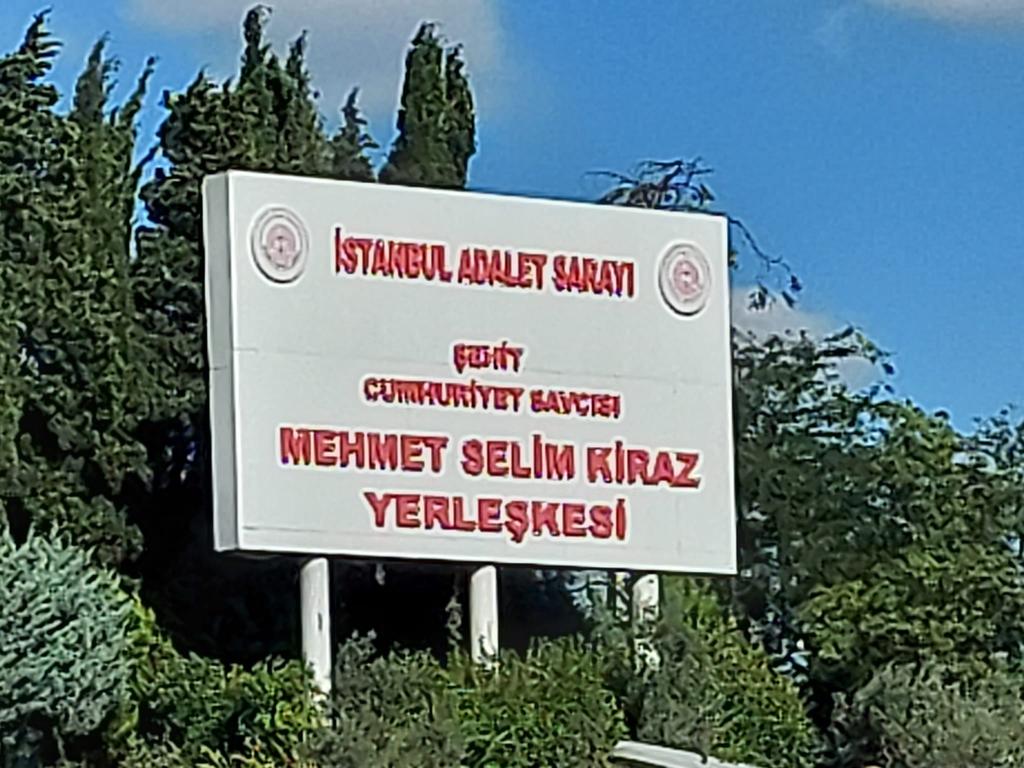 İSTANBUL ADALET SARAYI
ŞEHİT
CUMHURİYET SAVCISI
MEHMET SELİM KİRAZ
YERLEŞKESİ